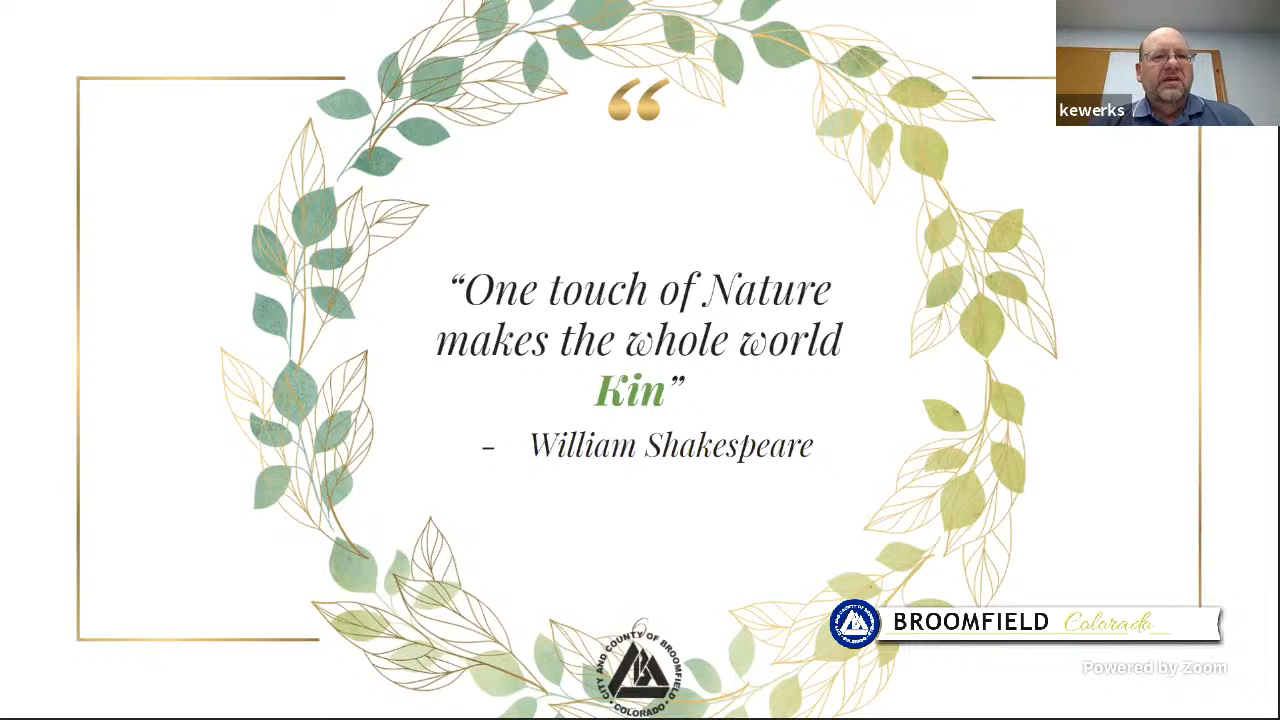 kewerks
“
“One touch of Nature
makes the whole world
Kin”
- William Shakespeare
BROOMFIELD Colorado
CITY AND COUNTY OF BROOMFIELD
COLORADO
Powered by Zoom